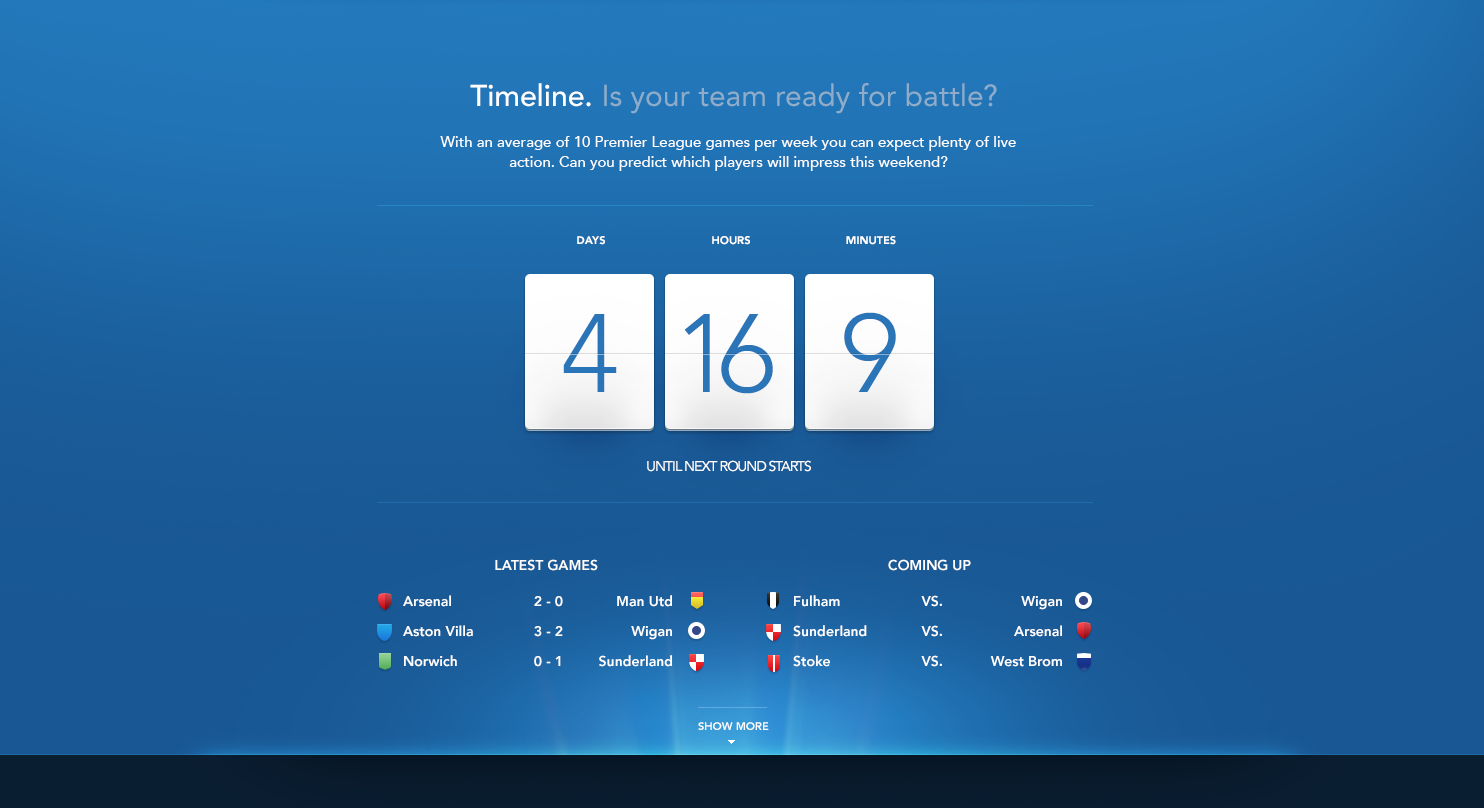 Timeline. Is your team ready for battle?
With an average of 10 Premier League games per week you can expect plenty of live
action. Can you predict which players will impress this weekend?
DAYS HOURS MINUTES
4 16 9
UNTIL NEXT ROUND STARTS
LATEST GAMES
Arsenal 2 - 0 Man Utd
Aston Villa 3 - 2 Wigan
Norwich 0 - 1 Sunderland
COMING UP
Fulham VS. Wigan
Sunderland VS. Arsenal
Stoke VS. West Brom
SHOW MORE